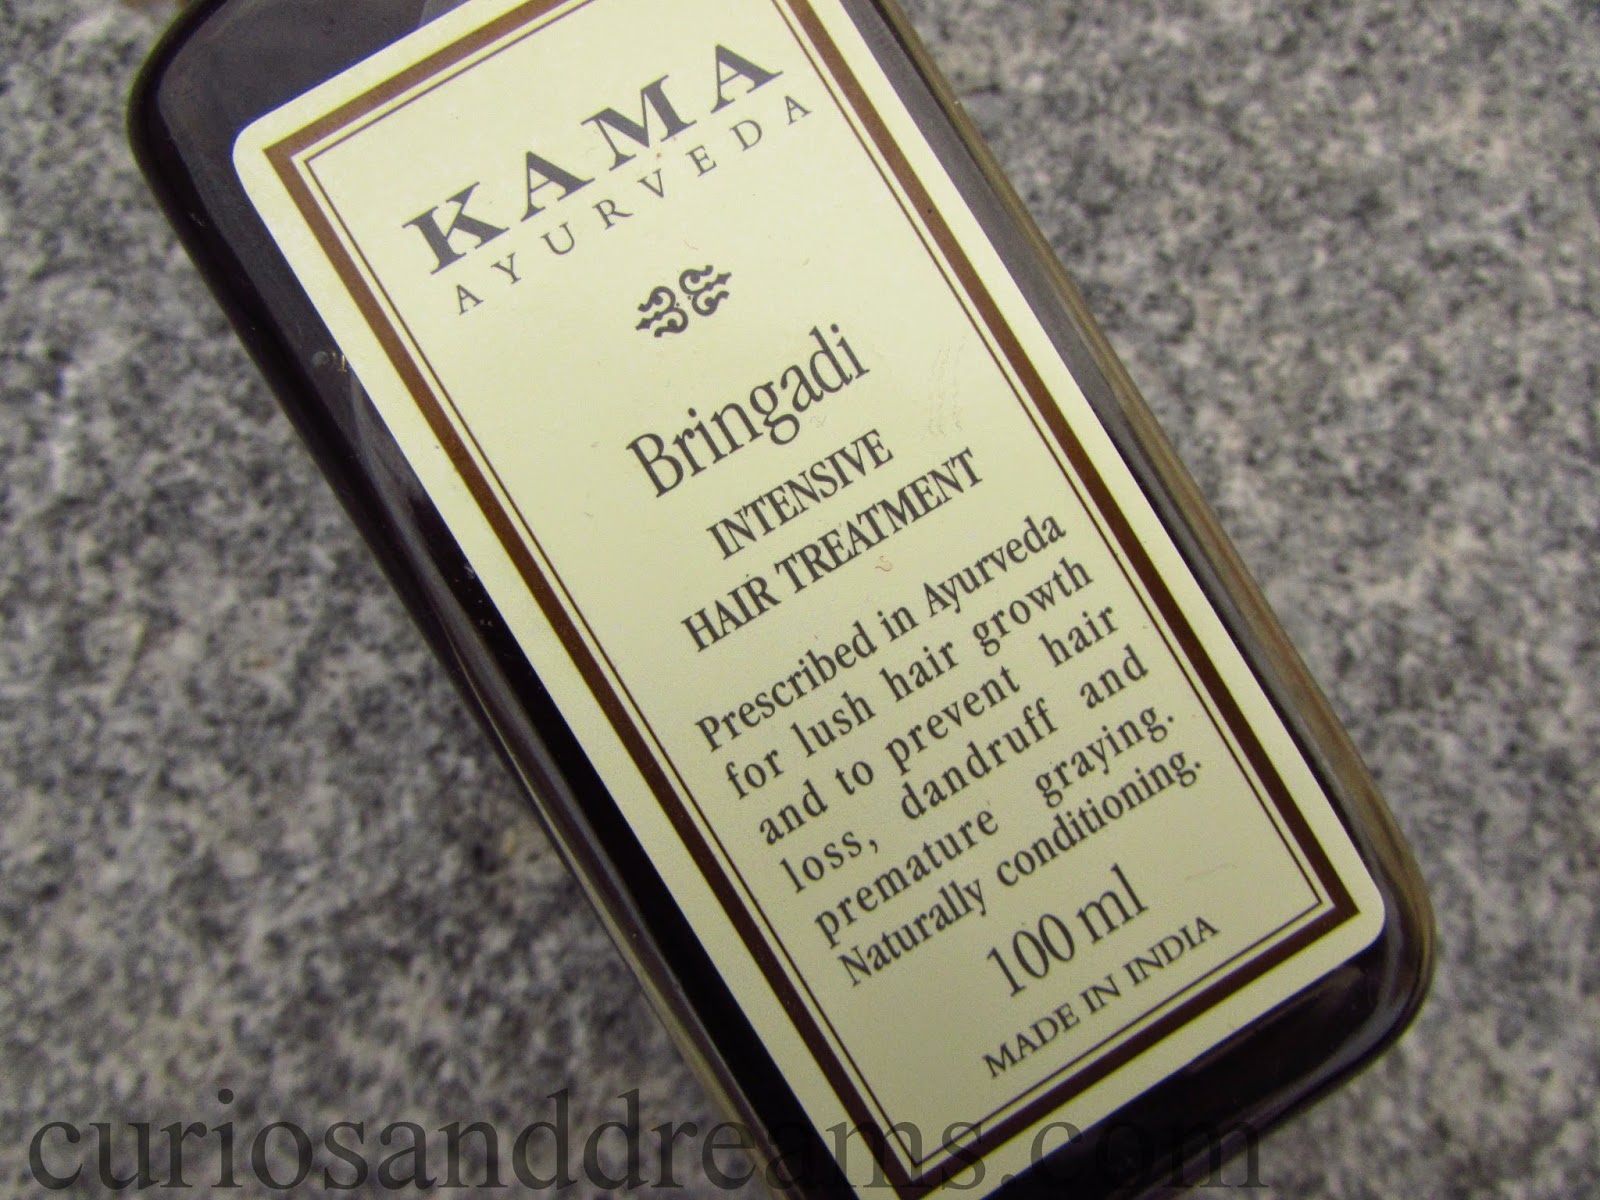 KAMA
AYURVEDA
Bringadi
INTENSIVE
HAIR TREATMENT
Prescribed in Ayurveda
for lush hair growth
and to prevent hair
loss, dandruff and
premature graying.
Naturally conditioning.
100 ml
MADE IN INDIA
curiosanddreams.com